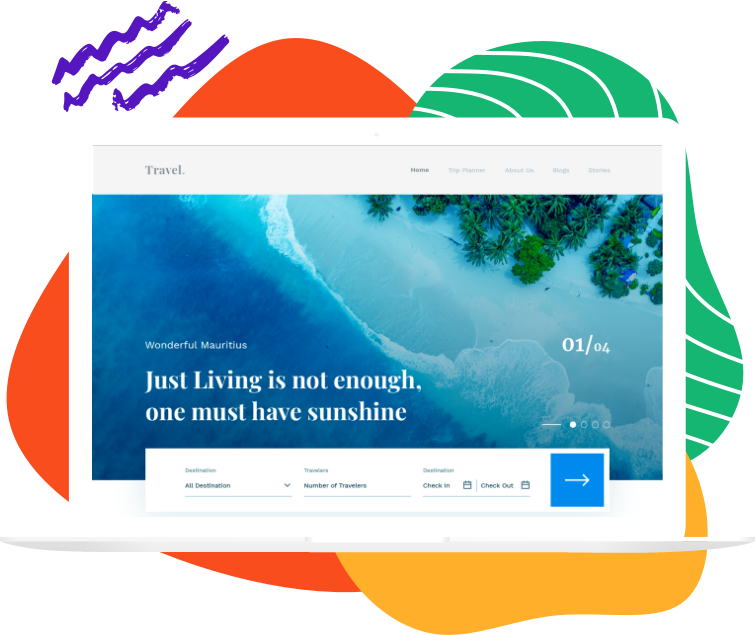 Travel.
Home Trip Planner About Us Blogs Stories
Wonderful Mauritius
01/04
Just Living is not enough,
one must have sunshine
Destination Travelers Destination
All Destination Number of Travelers Check In Check Out